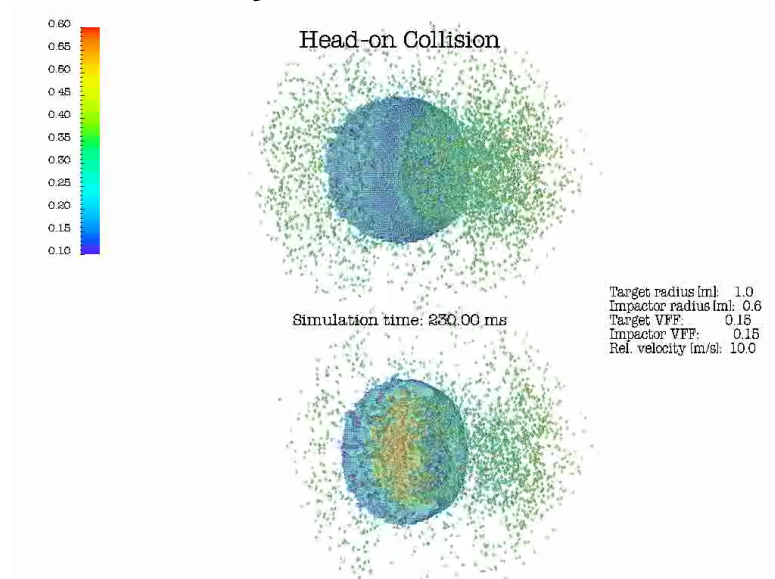 Head-on Collision
0.60
0.55
0.50
0.45
0.40
0.35
0.30
0.25
0.20
0.15
0.10
Target radius [m]: 1.0
Impactor radius [m]: 0.6
Target VFF: 0.15
Impactor VFF: 0.15
Rel. velocity [m/s]: 10.0
Simulation time: 230.00 ms